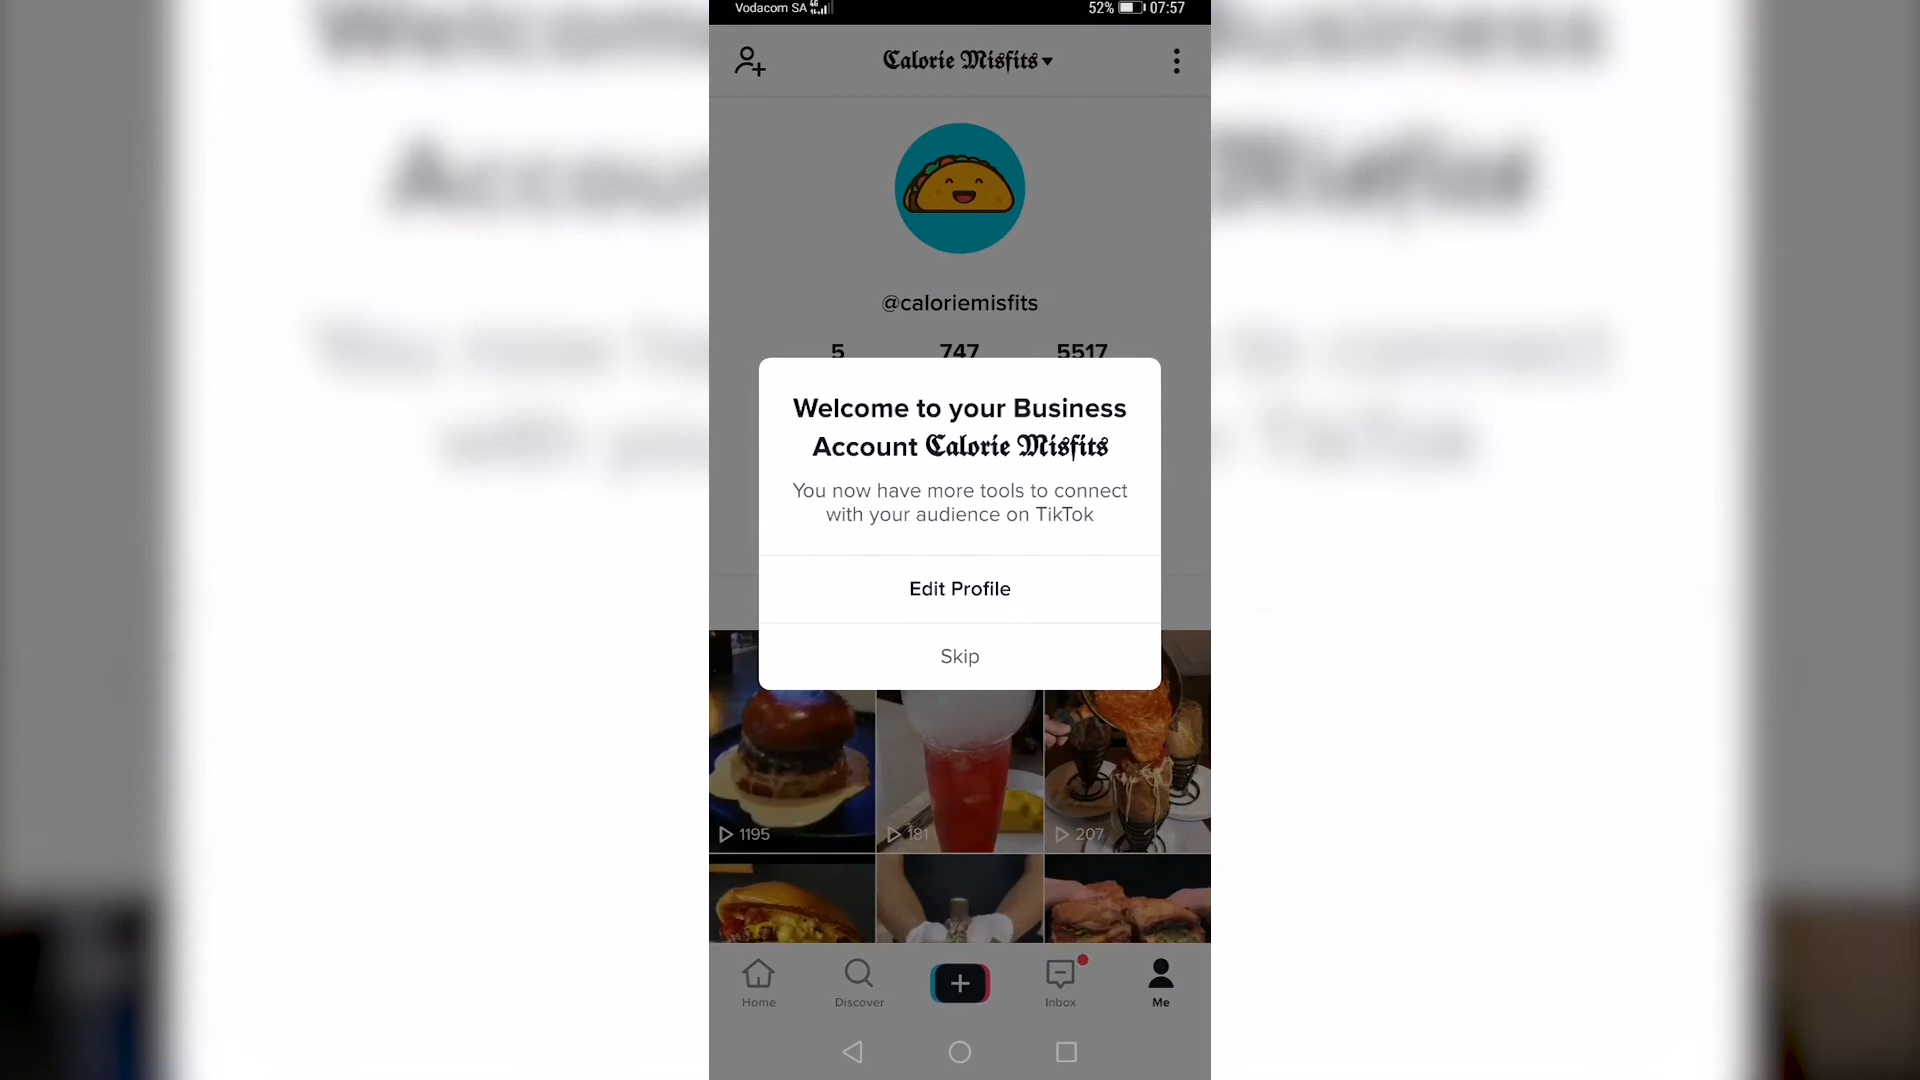 Vodacom SA 4G 52% 07:57
Calorie Misfits
@caloriemisfits
5 747 5517
Welcome to your Business
Account Calorie Misfits
You now have more tools to connect
with your audience on TikTok
Edit Profile
Skip
1195 181 207
Home Discover Inbox Me